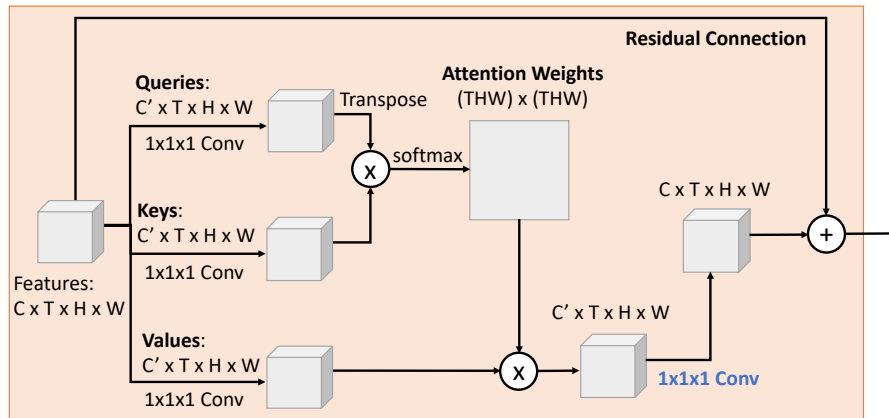 Residual Connection
Queries:
C’ x T x H x W
1x1x1 Conv
Transpose
Attention Weights
(THW) x (THW)
x
softmax
Keys:
C’ x T x H x W
1x1x1 Conv
Features:
C x T x H x W
C x T x H x W
+
Values:
C’ x T x H x W
1x1x1 Conv
x
C’ x T x H x W
1x1x1 Conv